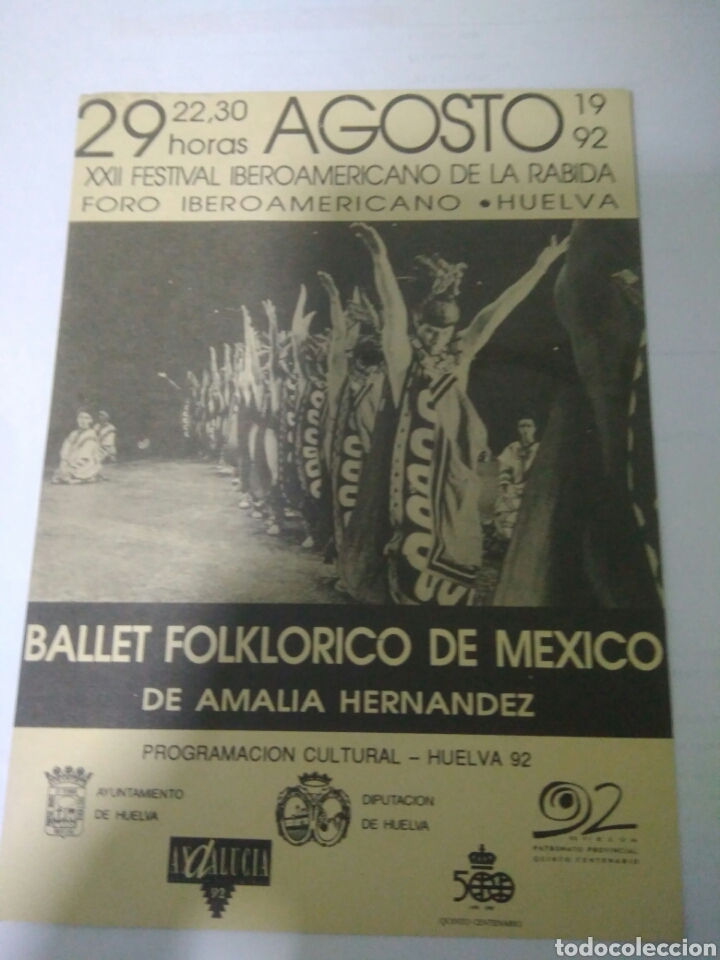 29 22,30 horas AGOSTO 19 92
XXII FESTIVAL IBEROAMERICANO DE LA RABIDA
FORO IBEROAMERICANO • HUELVA
BALLET FOLKLORICO DE MEXICO
DE AMALIA HERNANDEZ
PROGRAMACION CULTURAL – HUELVA 92
AYUNTAMIENTO
DE HUELVA
DIPUTACION
DE HUELVA
92
HUELVA
PATRONATO PROVINCIAL
QUINTO CENTENARIO
ANDALUCIA
92
500
QUINTO CENTENARIO
todocoleccion